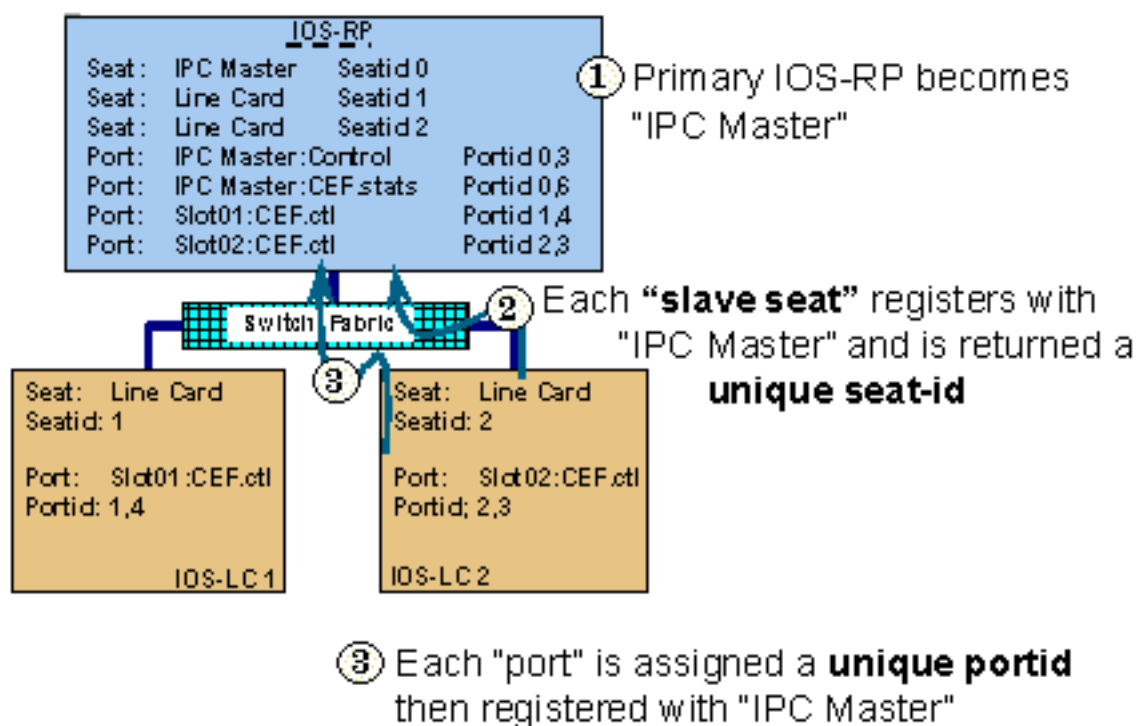 IOS-RP
Seat: IPC Master Seatid 0
Seat: Line Card Seatid 1
Seat: Line Card Seatid 2
Port: IPC Master:Control Portid 0,3
Port: IPC Master:CEF.stats Portid 0,6
Port: Slot01:CEF.ctl Portid 1,4
Port: Slot02:CEF.ctl Portid 2,3
1 Primary IOS-RP becomes
"IPC Master"
Switch Fabric
2 Each “slave seat” registers with
"IPC Master" and is returned a
unique seat-id
3
Seat: Line Card
Seatid: 1
Port: Slot01:CEF.ctl
Portid: 1,4
IOS-LC1
Seat: Line Card
Seatid: 2
Port: Slot02:CEF.ctl
Portid; 2,3
IOS-LC2
3 Each "port" is assigned a unique portid
then registered with "IPC Master"